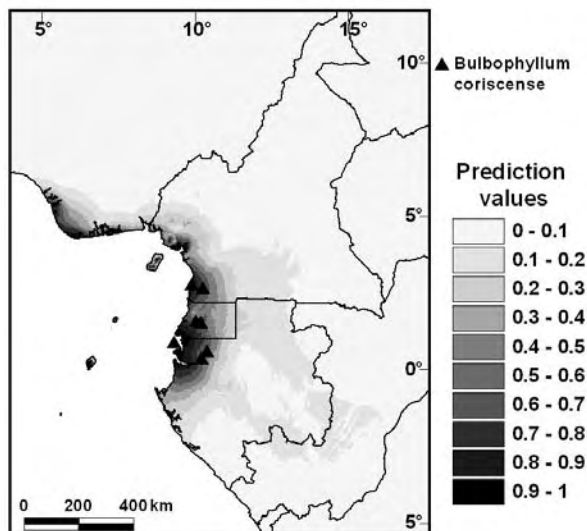 5° 10° 15°
▲ Bulbophyllum
coriscense
10°
5°
0°
5°
Prediction
values
0 - 0.1
0.1 - 0.2
0.2 - 0.3
0.3 - 0.4
0.4 - 0.5
0.5 - 0.6
0.6 - 0.7
0.7 - 0.8
0.8 - 0.9
0.9 - 1
0 200 400 km